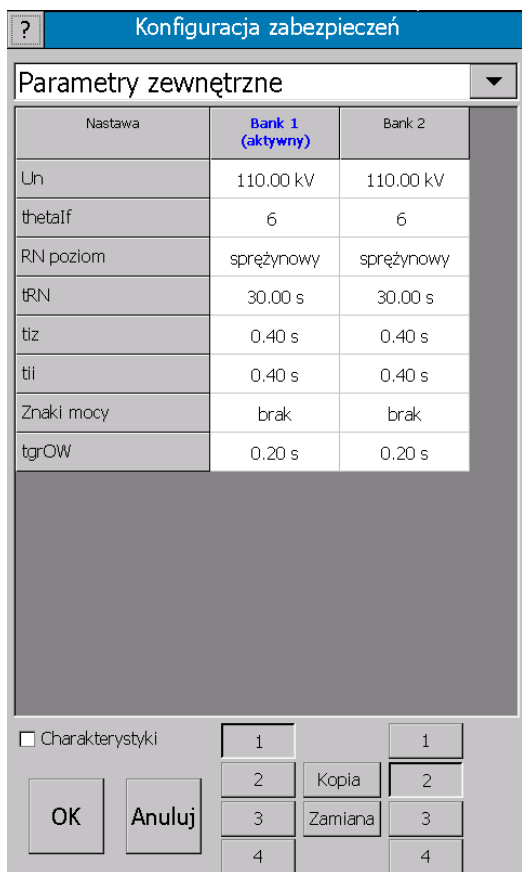 ? Konfiguracja zabezpieczeń
Parametry zewnętrzne
Nastawa Bank 1 (aktywny) Bank 2
Un 110.00 kV 110.00 kV
thetaIf 6 6
RN poziom sprężynowy sprężynowy
tRN 30.00 s 30.00 s
tiz 0.40 s 0.40 s
tii 0.40 s 0.40 s
Znaki mocy brak brak
tgrOW 0.20 s 0.20 s
Charakterystyki 1 1
2 Kopia 2
OK Anuluj 3 Zamiana 3
4 4